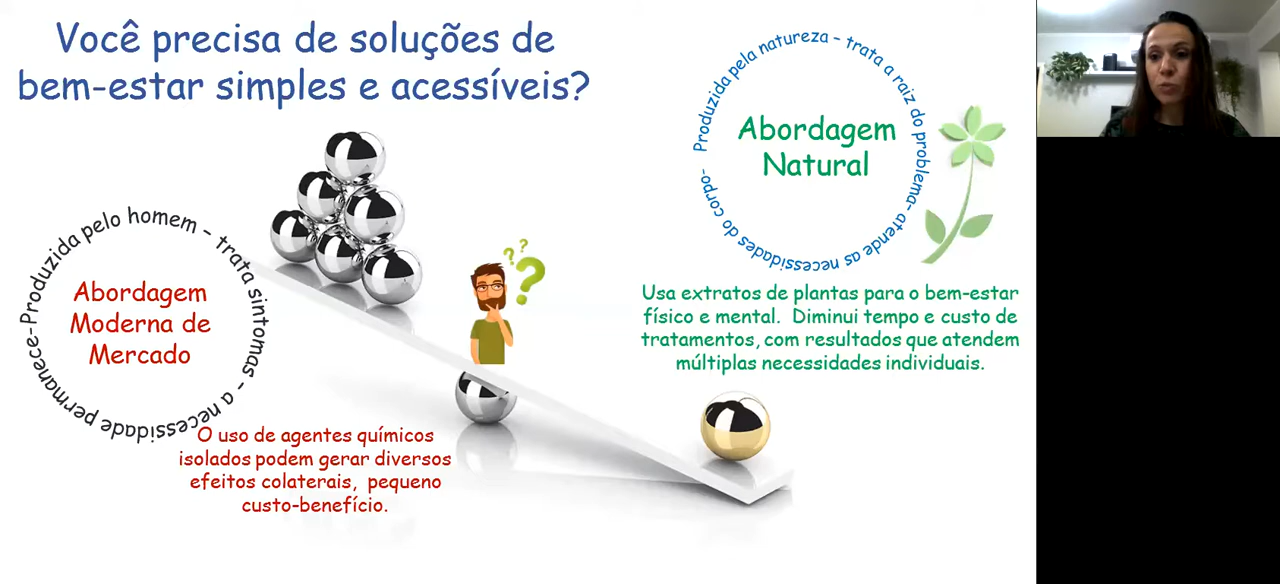 Você precisa de soluções de
bem-estar simples e acessíveis?
Produzida pela natureza - trata a raiz do problema- atende as necessidades do corpo-
Abordagem
Natural
Produzida pelo homem - trata sintomas - a necessidade permanece-
Abordagem
Moderna de
Mercado
Usa extratos de plantas para o bem-estar
físico e mental. Diminui tempo e custo de
tratamentos, com resultados que atendem
múltiplas necessidades individuais.
O uso de agentes químicos
isolados podem gerar diversos
efeitos colaterais, pequeno
custo-benefício.